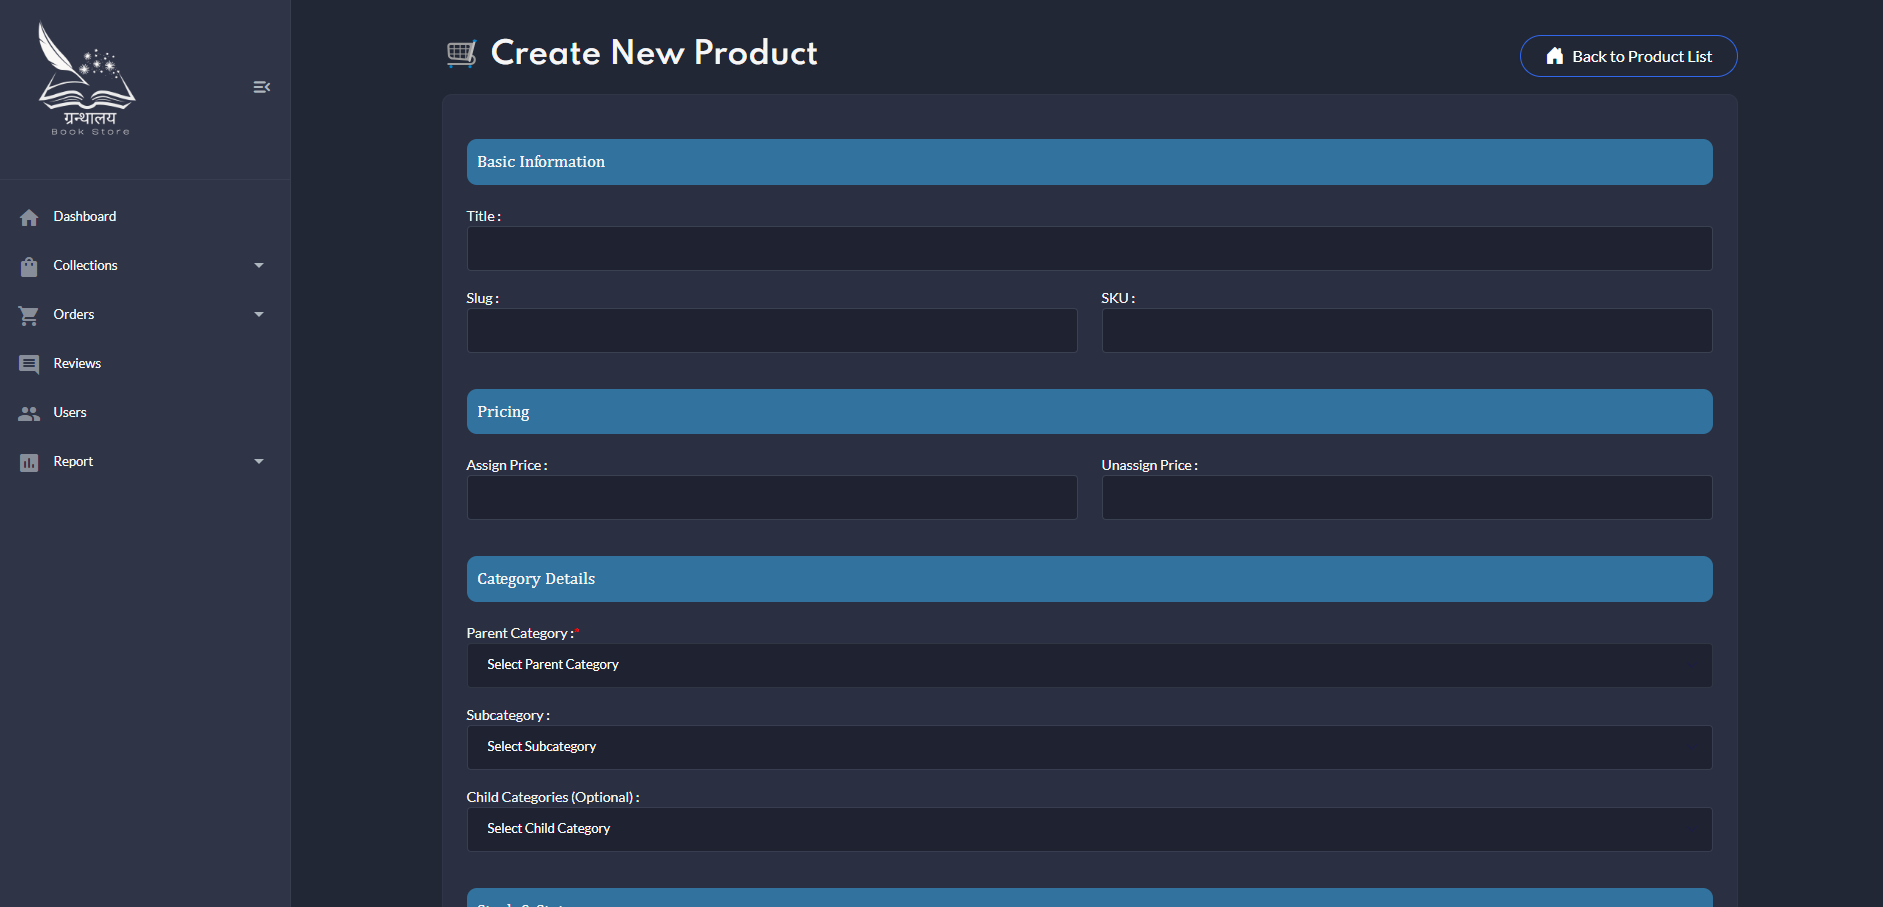 ग्रन्थालय
Book Store
Dashboard
Collections
Orders
Reviews
Users
Report
Create New Product
Back to Product List
Basic Information
Title :
Slug :
SKU :
Pricing
Assign Price :
Unassign Price :
Category Details
Parent Category :*
Select Parent Category
Subcategory :
Select Subcategory
Child Categories (Optional) :
Select Child Category